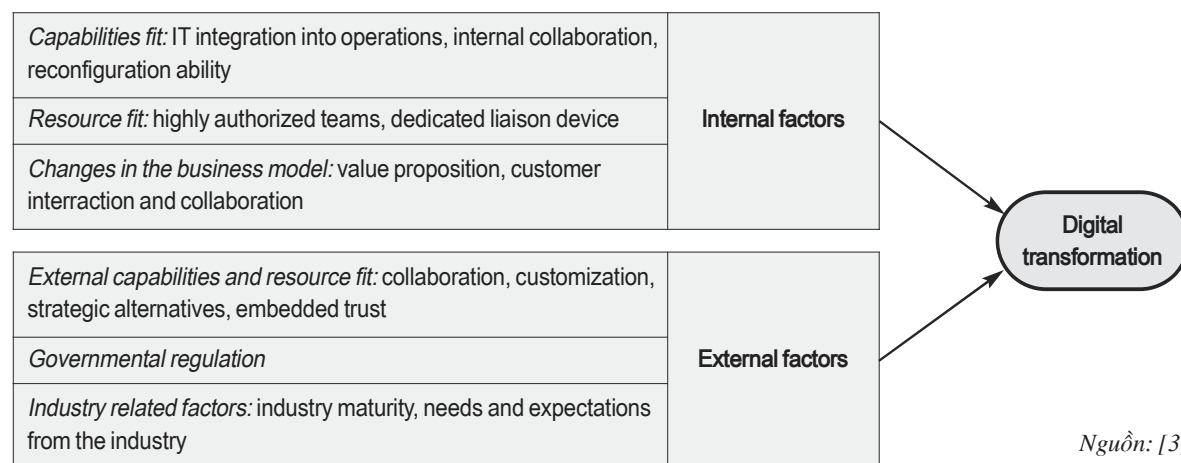 Capabilities fit: IT integration into operations, internal collaboration,
reconfiguration ability
Resource fit: highly authorized teams, dedicated liaison device
Internal factors
Changes in the business model: value proposition, customer
interraction and collaboration
Digital
transformation
External capabilities and resource fit: collaboration, customization,
strategic alternatives, embedded trust
Governmental regulation
External factors
Industry related factors: industry maturity, needs and expectations
from the industry
Nguồn: [3]